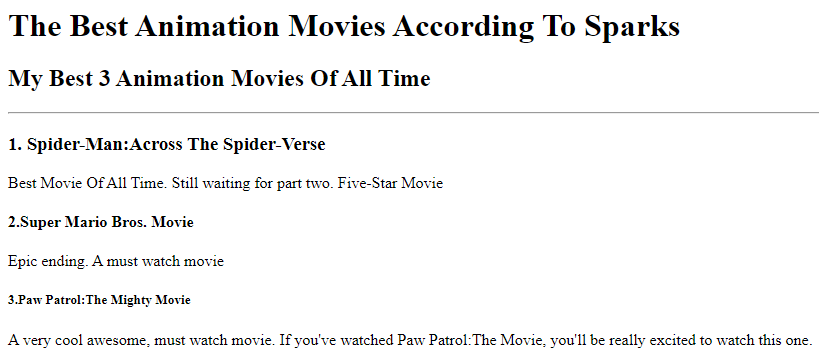 The Best Animation Movies According To Sparks
My Best 3 Animation Movies Of All Time
1. Spider-Man:Across The Spider-Verse
Best Movie Of All Time. Still waiting for part two. Five-Star Movie
2.Super Mario Bros. Movie
Epic ending. A must watch movie
3.Paw Patrol:The Mighty Movie
A very cool awesome, must watch movie. If you've watched Paw Patrol:The Movie, you'll be really excited to watch this one.